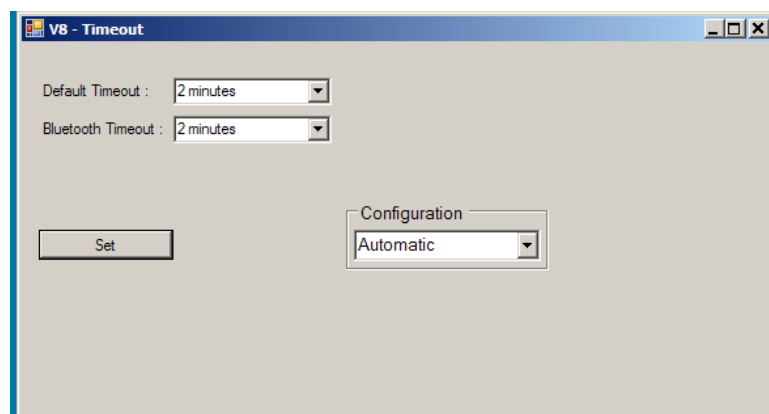 V8 - Timeout
Default Timeout : 2 minutes
Bluetooth Timeout : 2 minutes
Configuration
Automatic
Set